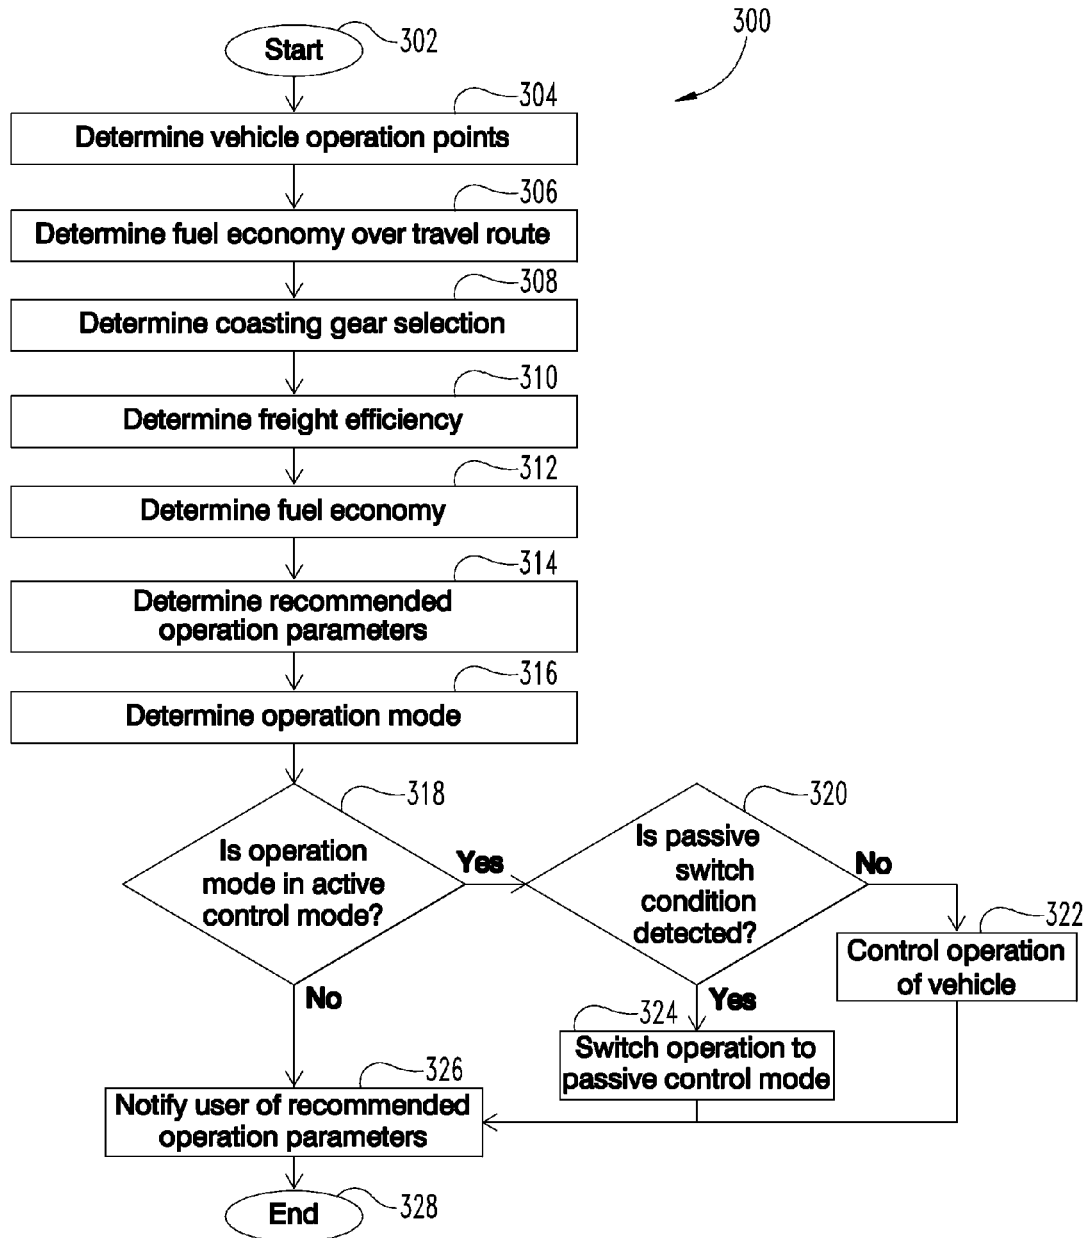 300
302
Start
304
Determine vehicle operation points
306
Determine fuel economy over travel route
308
Determine coasting gear selection
310
Determine freight efficiency
312
Determine fuel economy
314
Determine recommended
operation parameters
316
Determine operation mode
318
Is operation
mode in active
control mode?
Yes
No
320
Is passive
switch
condition
detected?
No
Yes
322
Control operation
of vehicle
324
Switch operation to
passive control mode
326
Notify user of recommended
operation parameters
328
End